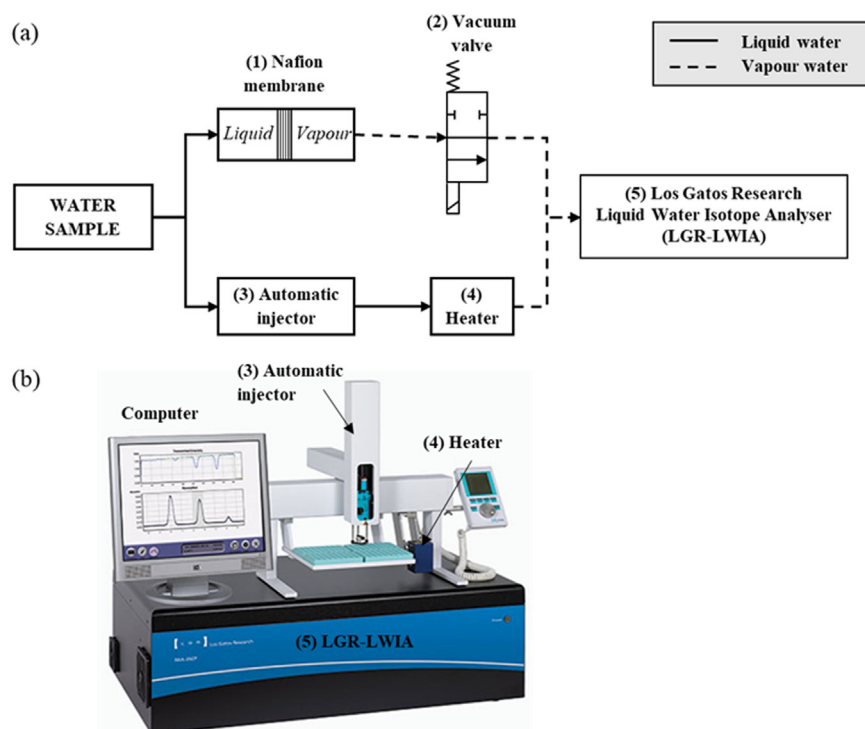 (a)
(2) Vacuum
valve
(1) Nafion
membrane
Liquid water
Vapour water
Liquid
Vapour
WATER
SAMPLE
(5) Los Gatos Research
Liquid Water Isotope Analyser
(LGR-LWIA)
(3) Automatic
injector
(4)
Heater
(b)
(3) Automatic
injector
Computer
(4) Heater
(5) LGR-LWIA
Los Gatos Research